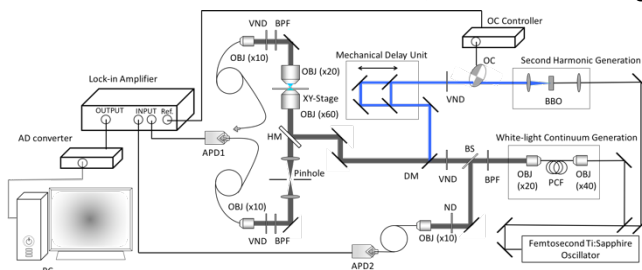 OC Controller
VND BPF
OBJ (x10)
OBJ (x20)
Mechanical Delay Unit
OC
Second Harmonic Generation
Lock-in Amplifier
XY-Stage
OBJ (x60)
VND
BBO
OUTPUT INPUT Ref.
White-light Continuum Generation
AD converter
APD1
HM
BS
Pinhole
DM
VND
BPF
OBJ
(x20)
PCF
OBJ
(x40)
OBJ (x10)
ND
VND BPF
OBJ (x10)
APD2
Femtosecond Ti:Sapphire
Oscillator
PC